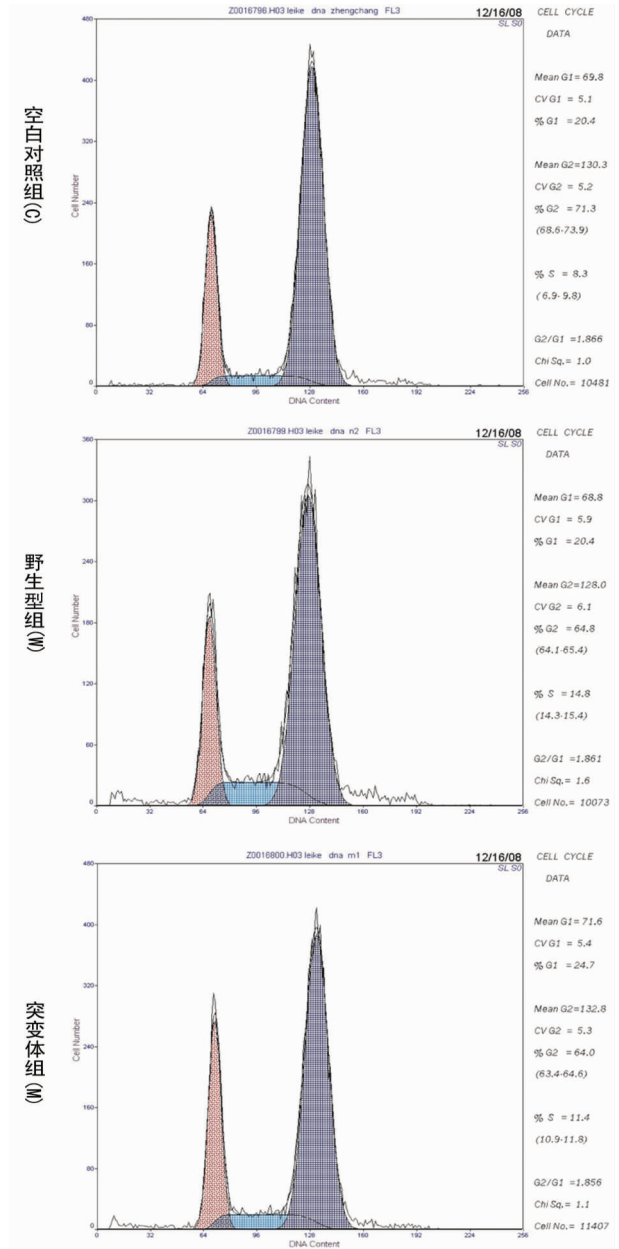 Z0016798.H03 leike dna zhengchang FL3
12/16/08
SL S0
CELL CYCLE
DATA
480
400
320
240
160
80
0
Cell Number
空白对照组(C)
Mean G1= 69.8
CV G1 = 5.1
% G1 =20.4
Mean G2=130.3
CV G2 = 5.2
% G2 = 71.3
(68.6-73.9)
% S = 8.3
( 6.9- 9.8)
G2/G1 =1.866
Chi Sq.= 1.0
Cell No.= 10481
0 32 64 96 128 160 192 224 256
DNA Content
Z0016799.H03 leike dna n2 FL3
12/16/08
SL S0
CELL CYCLE
DATA
360
300
240
180
120
60
0
Cell Number
野生型组(W)
Mean G1= 68.8
CV G1 = 5.9
% G1 =20.4
Mean G2=128.0
CV G2 = 6.1
% G2 =64.8
(64.1-65.4)
% S =14.8
(14.3-15.4)
G2/G1 =1.861
Chi Sq.= 1.6
Cell No.= 10073
0 32 64 96 128 160 192 224 256
DNA Content
Z0016800.H03 leike dna m1 FL3
12/16/08
SL S0
CELL CYCLE
DATA
480
400
320
240
160
80
0
Cell Number
突变体组(M)
Mean G1= 71.6
CV G1 = 5.4
% G1 =24.7
Mean G2=132.8
CV G2 = 5.3
% G2 =64.0
(63.4-64.6)
% S =11.4
(10.9-11.8)
G2/G1 =1.856
Chi Sq.= 1.1
Cell No.= 11407
0 32 64 96 128 160 192 224 256
DNA Content